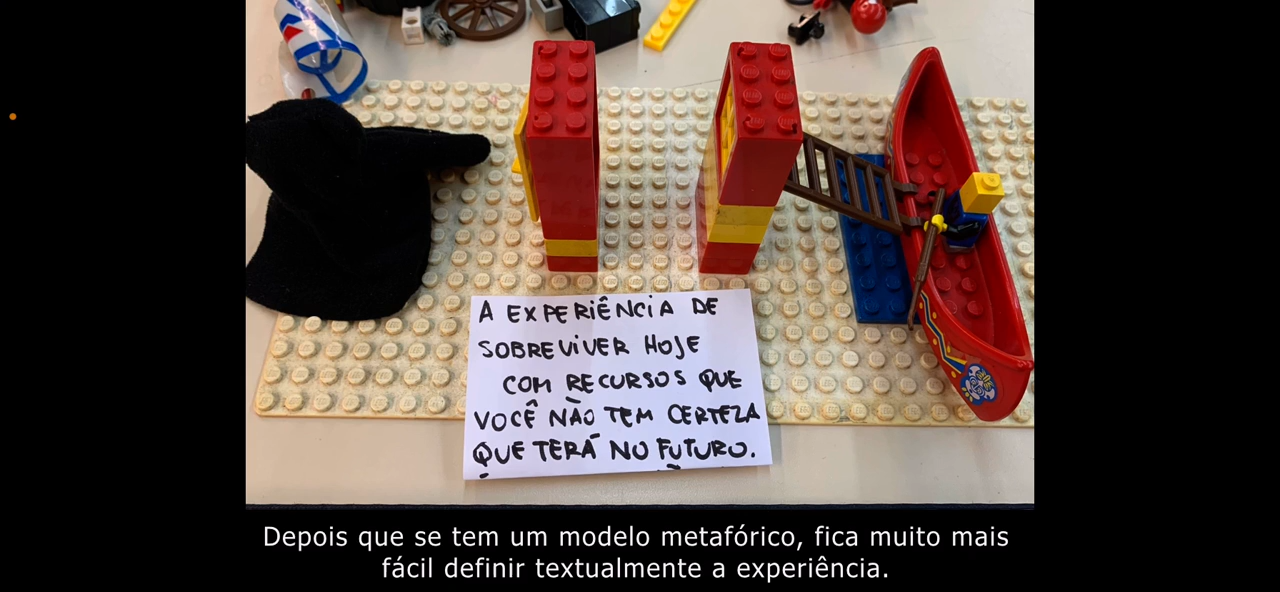 A EXPERIÊNCIA DE
SOBREVIVER HOJE
COM RECURSOS QUE
VOCÊ NÃO TEM CERTEZA
QUE TERÁ NO FUTURO.
Depois que se tem um modelo metafórico, fica muito mais
fácil definir textualmente a experiência.